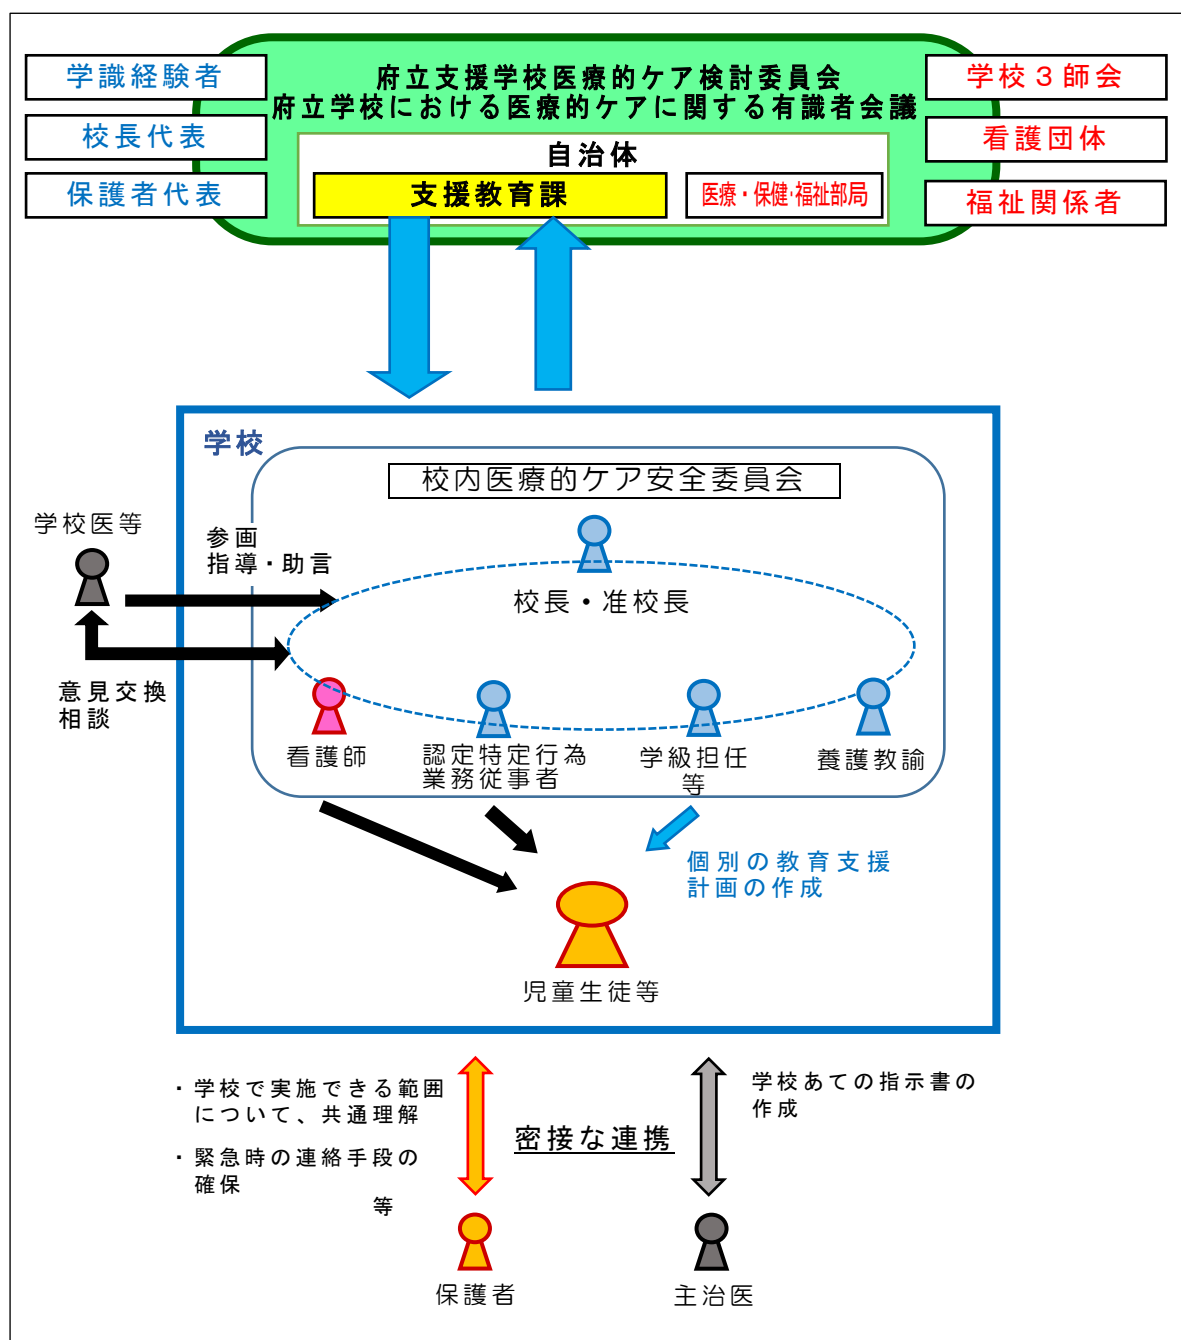 府立支援学校医療的ケア検討委員会
府立学校における医療的ケアに関する有識者会議
学識経験者
校長代表
保護者代表
学校３師会
看護団体
福祉関係者
自治体
支援教育課
医療・保健・福祉部局
学校
校内医療的ケア安全委員会
学校医等
参画
指導・助言
校長・准校長
意見交換
相談
看護師
認定特定行為
業務従事者
学級担任
等
養護教諭
個別の教育支援
計画の作成
児童生徒等
・学校で実施できる範囲
について、共通理解
・緊急時の連絡手段の
確保
等
密接な連携
学校あての指示書の
作成
保護者
主治医